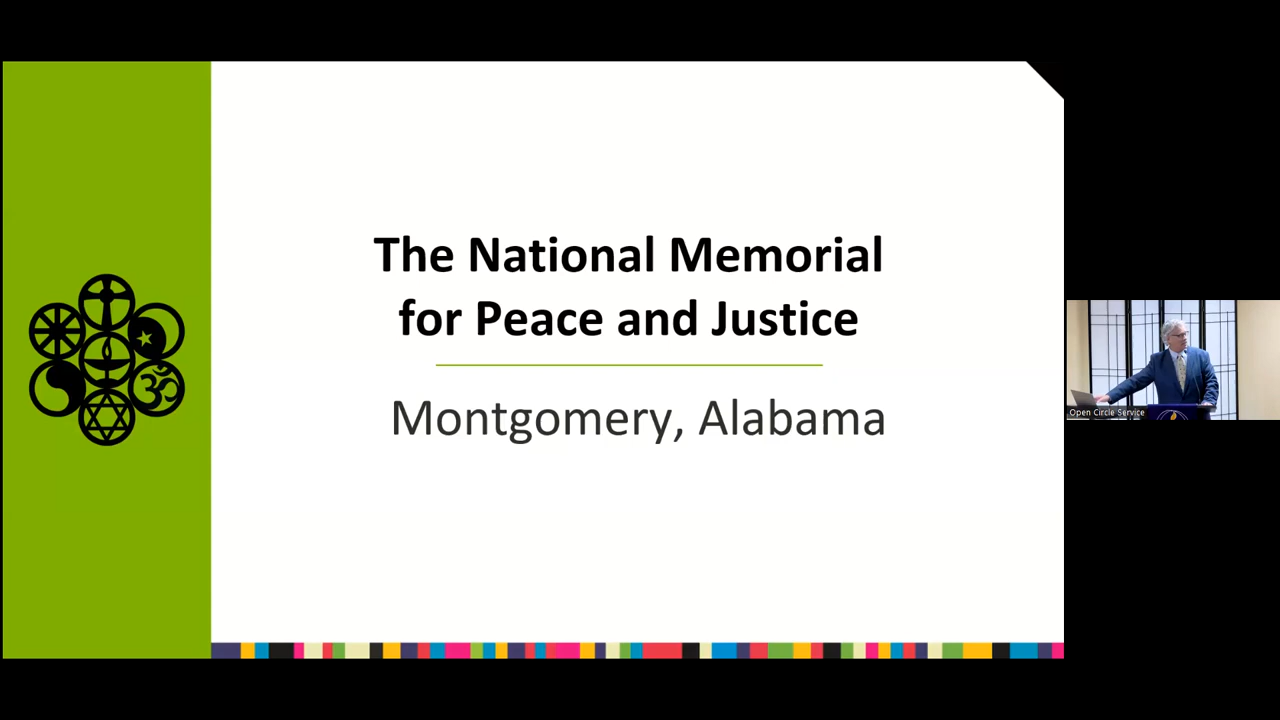 The National Memorial
for Peace and Justice
Montgomery, Alabama
Open Circle Service